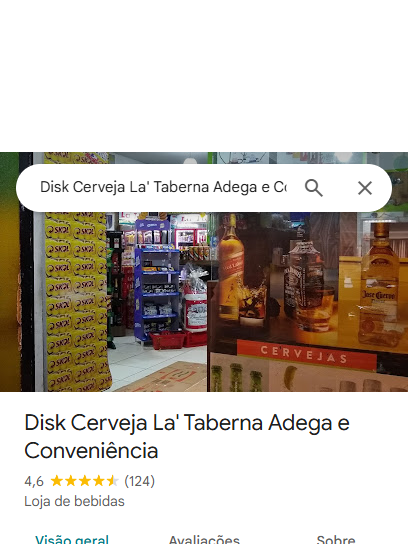 Disk Cerveja La' Taberna Adega e Co
SKOL
Jose Cuervo
CERVEJAS
Disk Cerveja La' Taberna Adega e
Conveniência
4,6 (124)
Loja de bebidas
Visão geral Avaliações Sobre